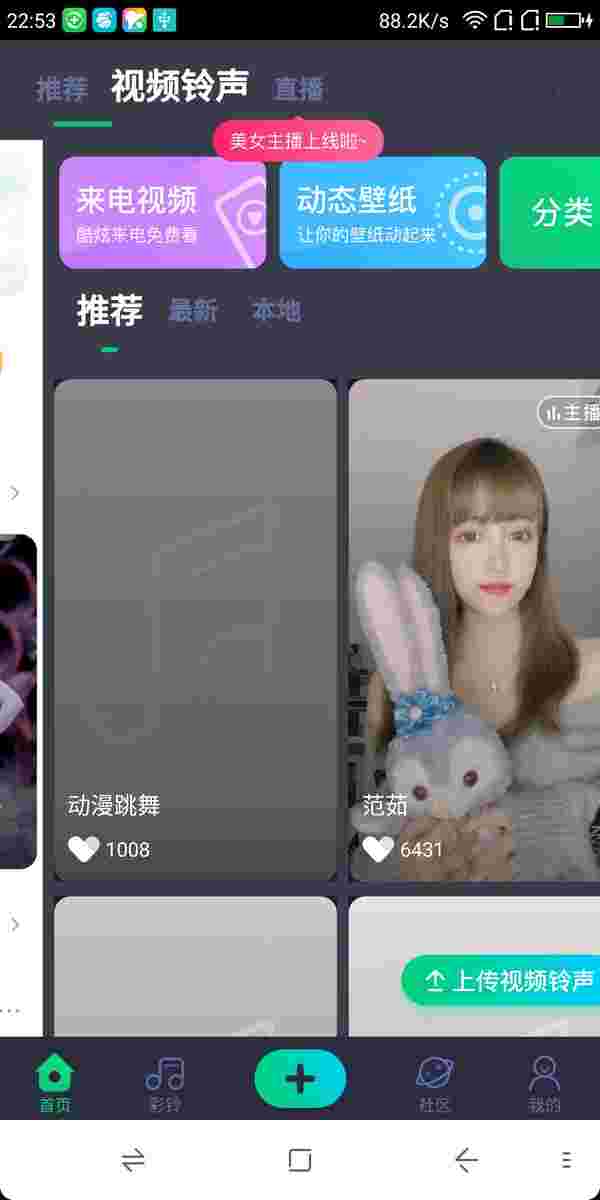 22:53
88.2K/s
推荐 视频铃声 直播
美女主播上线啦~
来电视频
酷炫来电免费看
动态壁纸
让你的壁纸动起来
分类
推荐 最新 本地
主播
动漫跳舞
1008
范茹
6431
上传视频铃声
首页 彩铃 社区 我的